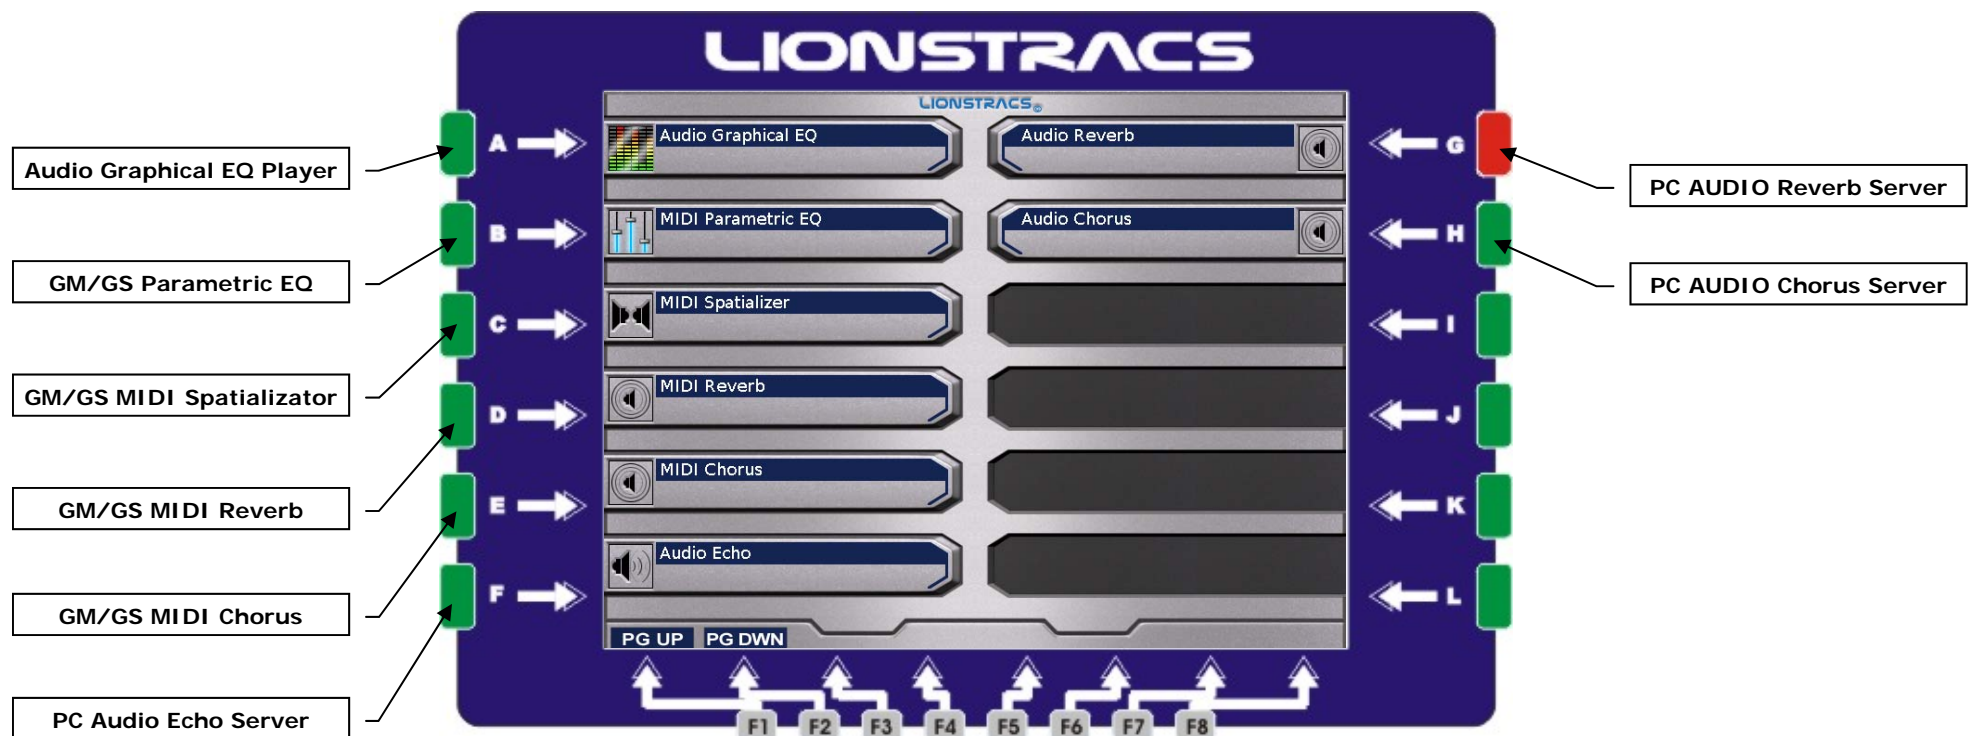 LIONSTRACS
LIONSTRACS®
Audio Graphical EQ Player
GM/GS Parametric EQ
GM/GS MIDI Spatializator
GM/GS MIDI Reverb
GM/GS MIDI Chorus
PC Audio Echo Server
A
B
C
D
E
F
Audio Graphical EQ
MIDI Parametric EQ
MIDI Spatializer
MIDI Reverb
MIDI Chorus
Audio Echo
Audio Reverb
Audio Chorus
G
H
I
J
K
L
PC AUDIO Reverb Server
PC AUDIO Chorus Server
PG UP PG DWN
F1 F2 F3 F4 F5 F6 F7 F8